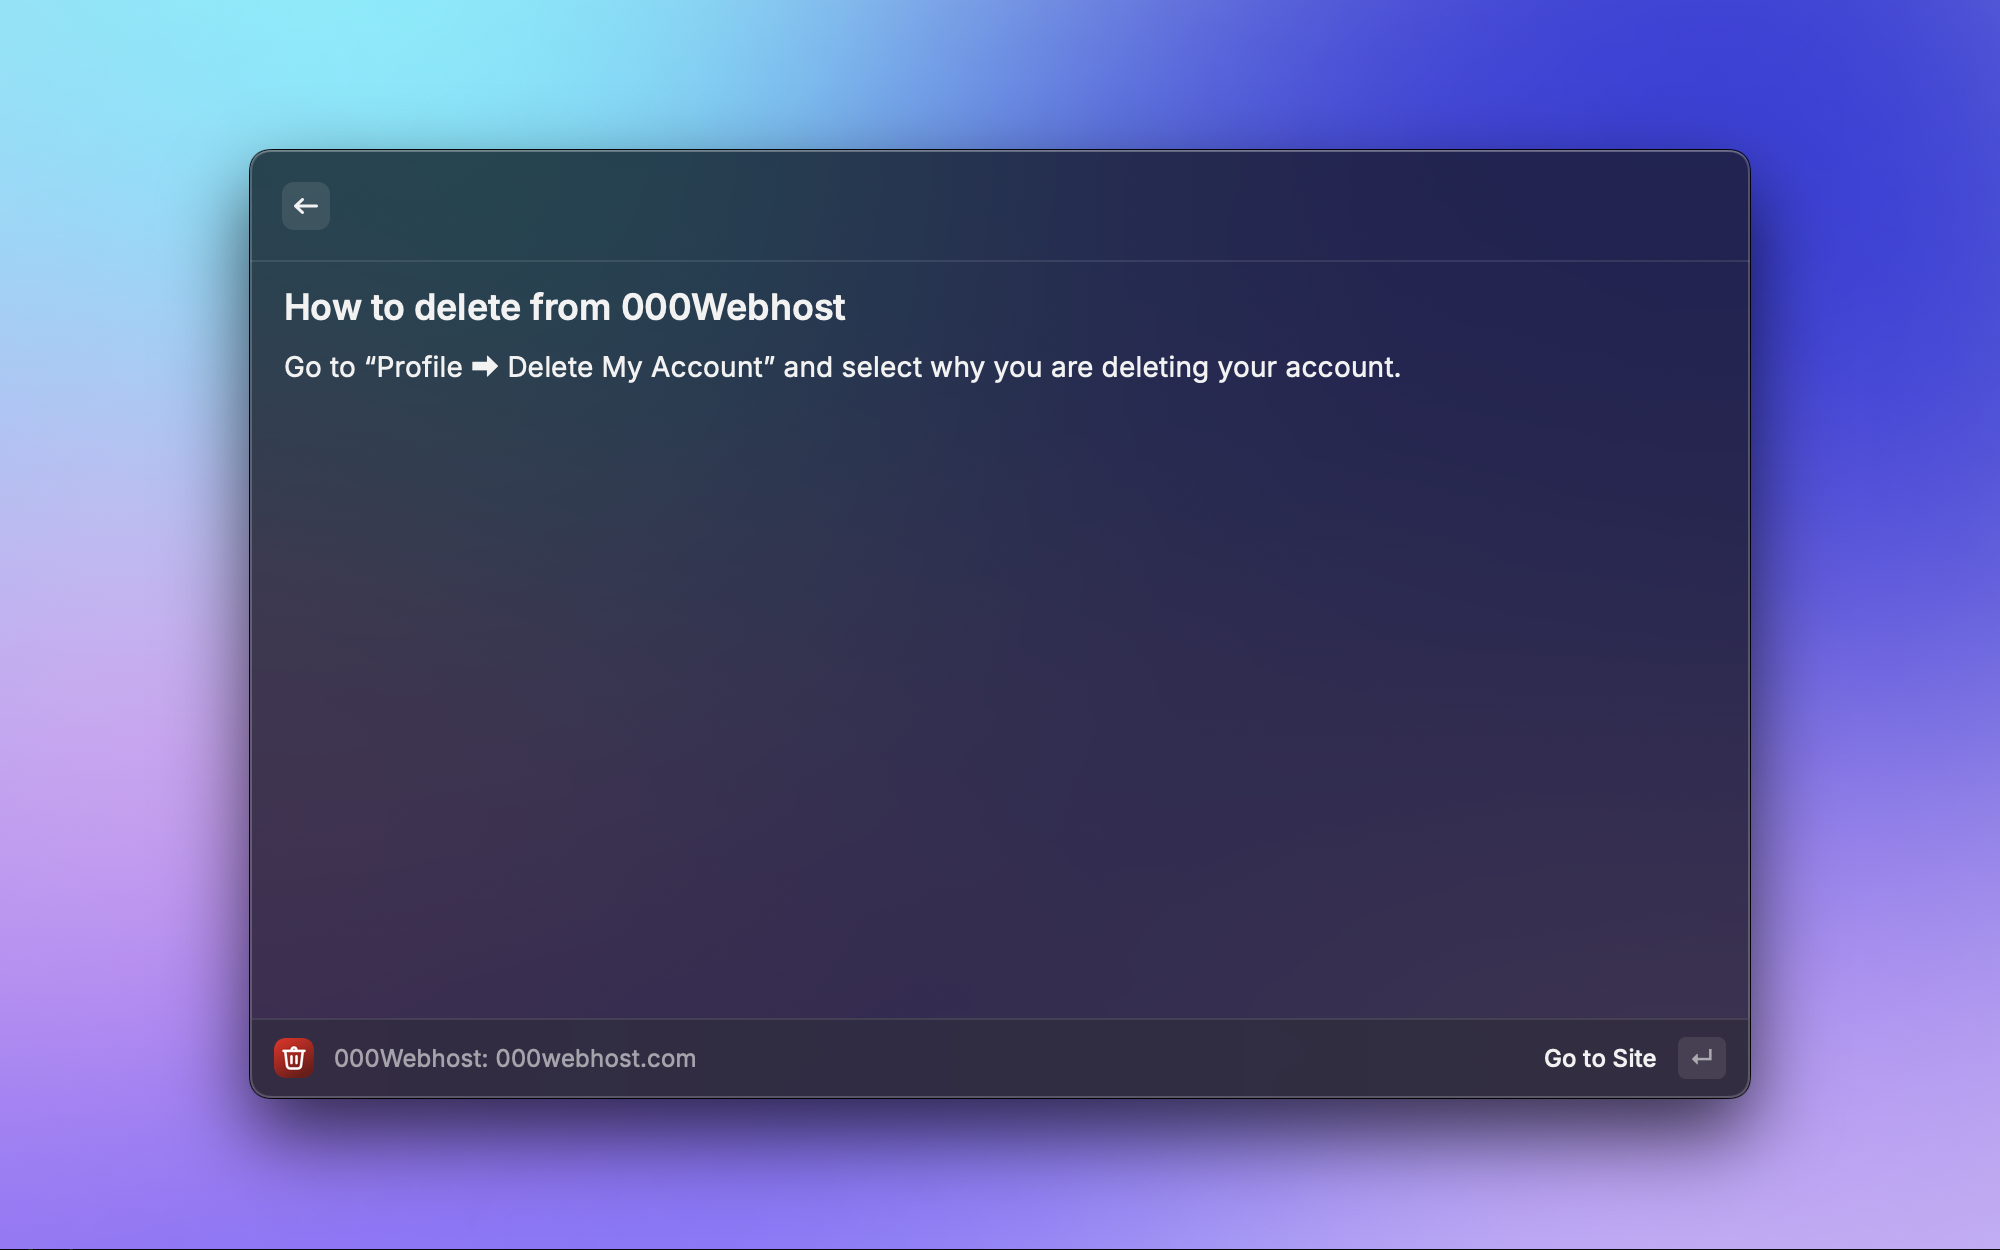 How to delete from 000Webhost
Go to “Profile ➡ Delete My Account” and select why you are deleting your account.
000Webhost: 000webhost.com
Go to Site